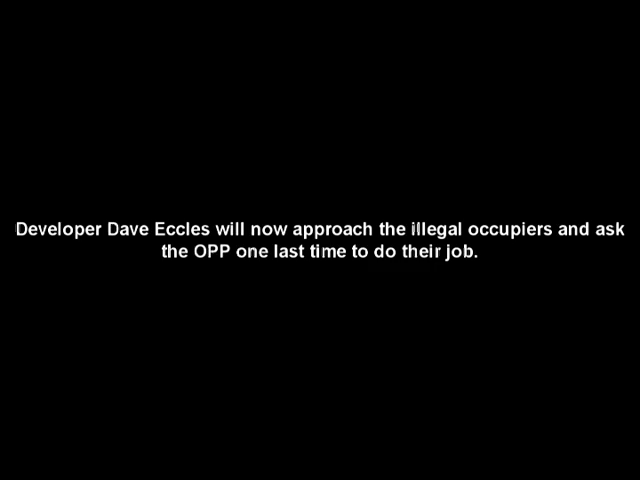 Developer Dave Eccles will now approach the illegal occupiers and ask
the OPP one last time to do their job.